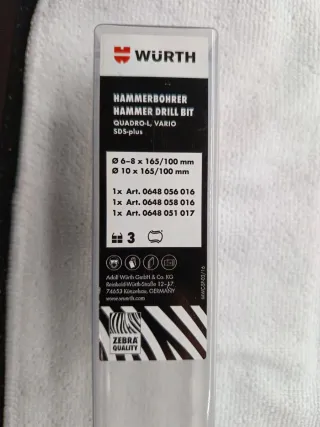 WÜRTH
HAMMERBOHRER
HAMMER DRILL BIT
QUADRO-L, VARIO
SDS-plus
Ø 6–8 x 165/100 mm
Ø 10 x 165/100 mm
1x Art. 0648 056 016
1x Art. 0648 058 016
1x Art. 0648 051 017
3
Adolf Würth GmbH & Co. KG
Reinhold-Würth-Straße 12–17
74653 Künzelsau, GERMANY
www.wuerth.com
ZEBRA
QUALITY